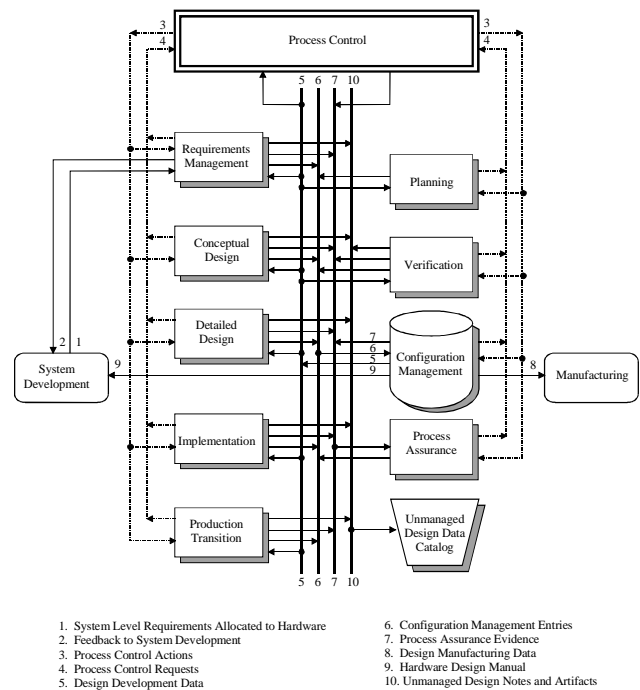 3
4
Process Control
3
4
5 6 7 10
Requirements
Management
Planning
Conceptual
Design
Verification
Detailed
Design
7
6
5
9
Configuration
Management
2 1
9
System
Development
8
Manufacturing
Implementation
Process
Assurance
Production
Transition
Unmanaged
Design Data
Catalog
5 6 7 10
1. System Level Requirements Allocated to Hardware
2. Feedback to System Development
3. Process Control Actions
4. Process Control Requests
5. Design Development Data
6. Configuration Management Entries
7. Process Assurance Evidence
8. Design Manufacturing Data
9. Hardware Design Manual
10. Unmanaged Design Notes and Artifacts